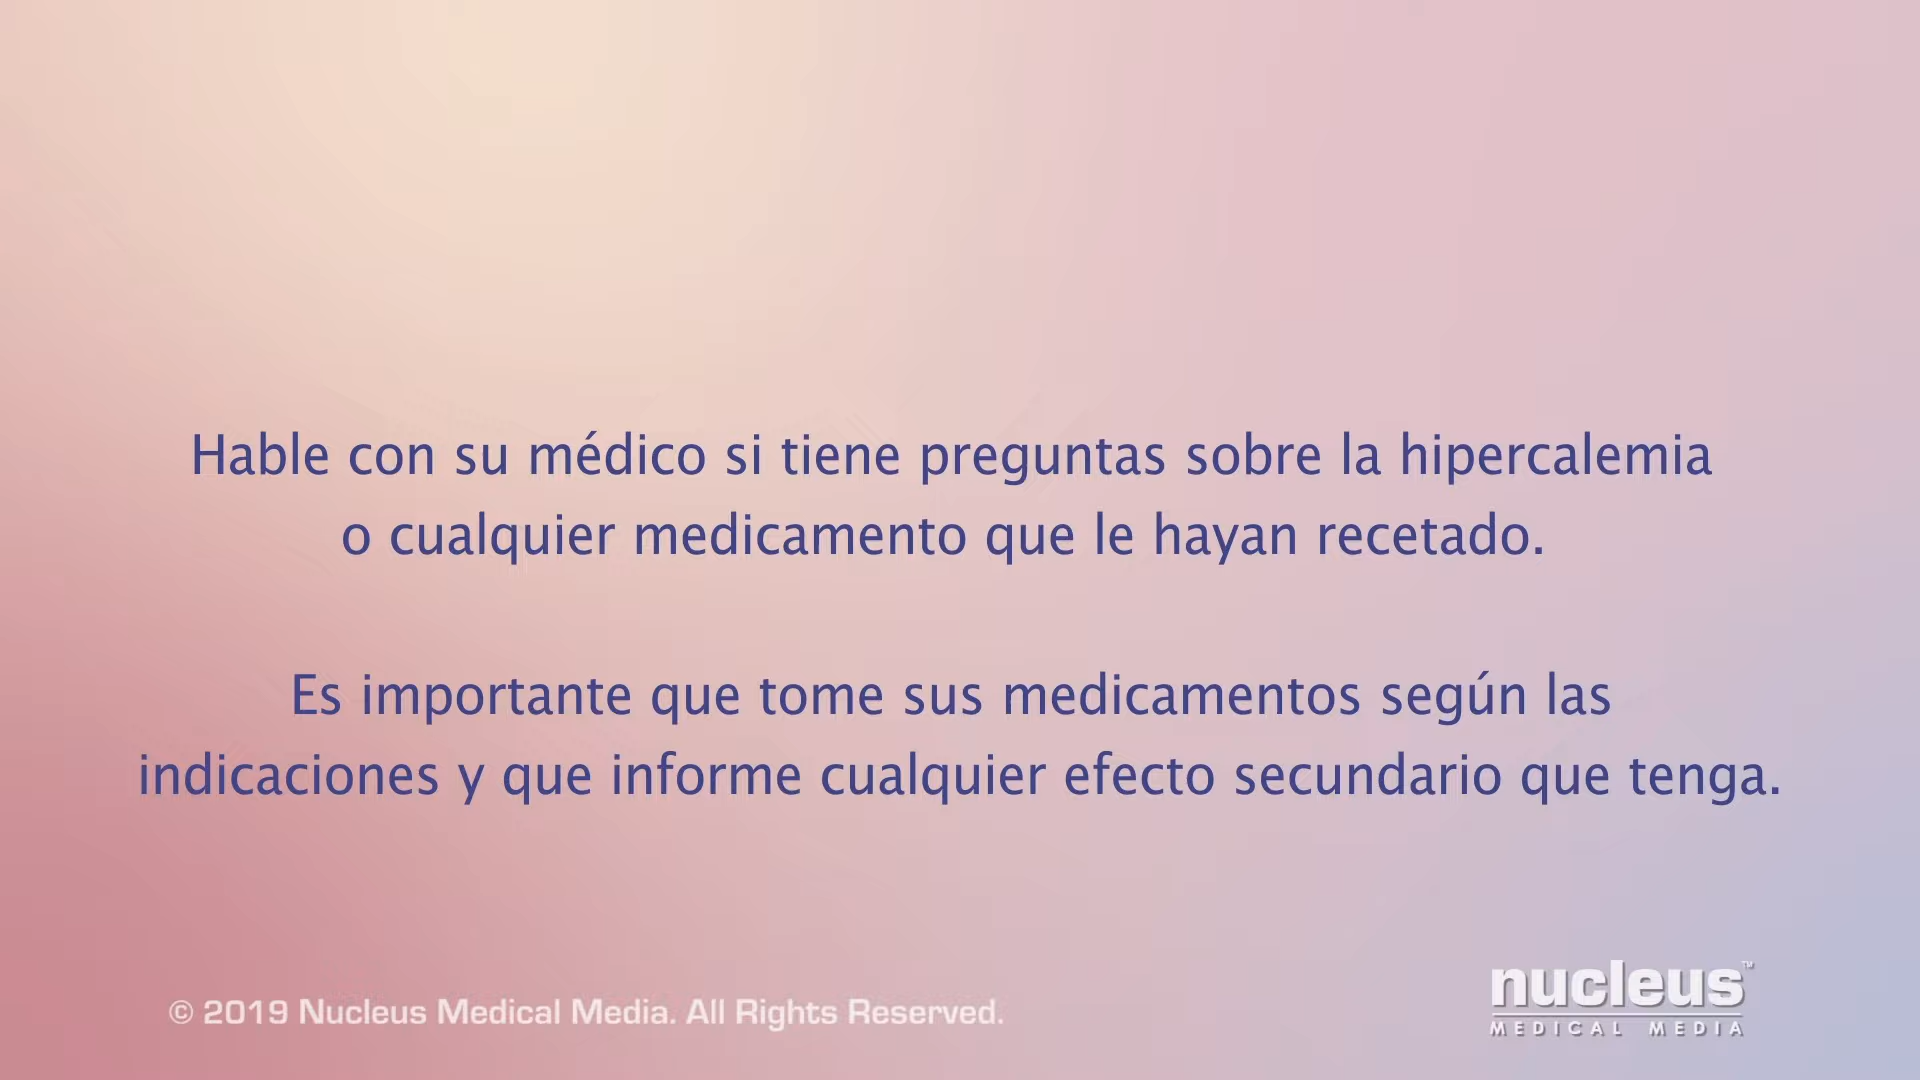 Hable con su médico si tiene preguntas sobre la hipercalemia
o cualquier medicamento que le hayan recetado.
Es importante que tome sus medicamentos según las
indicaciones y que informe cualquier efecto secundario que tenga.
© 2019 Nucleus Medical Media. All Rights Reserved.
nucleus™
MEDICAL MEDIA